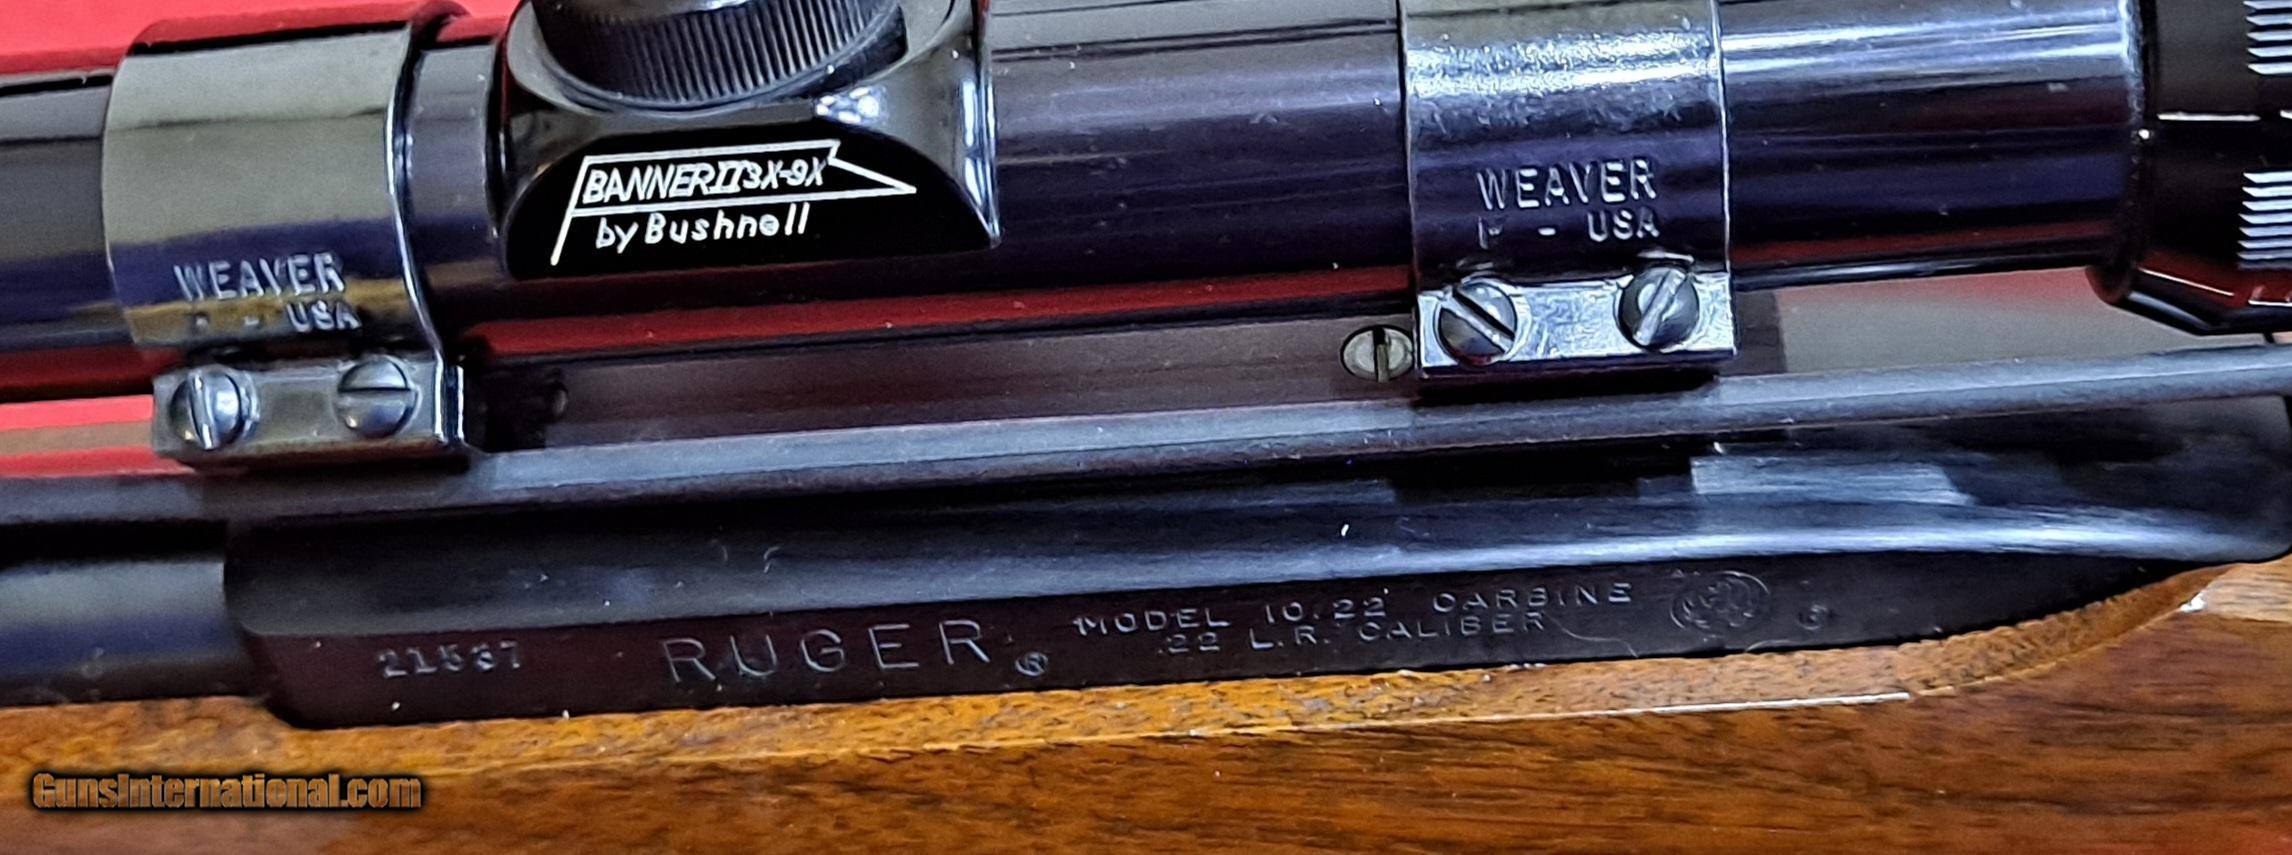 BANNER II 3X-9X
by Bushnell
WEAVER
USA
WEAVER
- USA
RUGER ®
MODEL 10.22 CARBINE
.22 L.R. CALIBER
®
GunsInternational.com